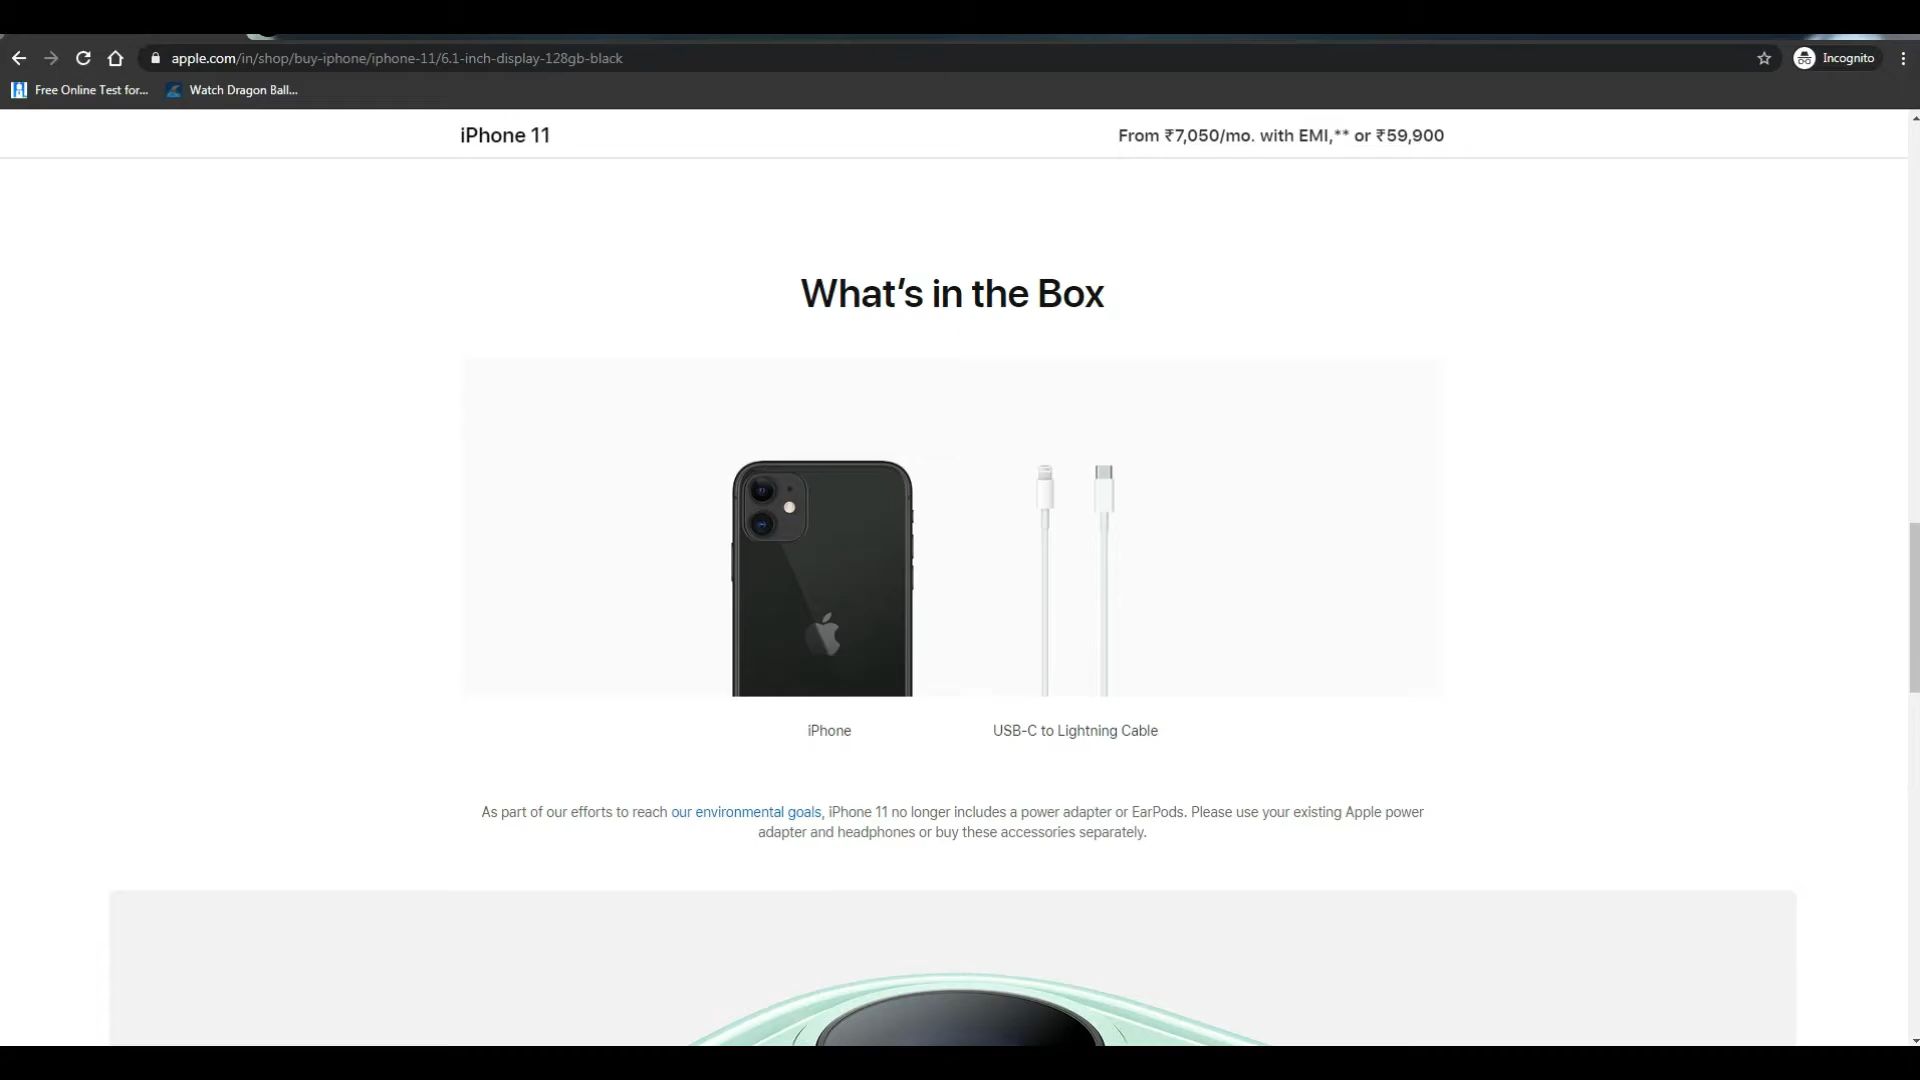 apple.com/in/shop/buy-iphone/iphone-11/6.1-inch-display-128gb-black
Incognito
Free Online Test for...
Watch Dragon Ball...
iPhone 11
From ₹7,050/mo. with EMI,** or ₹59,900
What's in the Box
iPhone
USB-C to Lightning Cable
As part of our efforts to reach our environmental goals, iPhone 11 no longer includes a power adapter or EarPods. Please use your existing Apple power
adapter and headphones or buy these accessories separately.